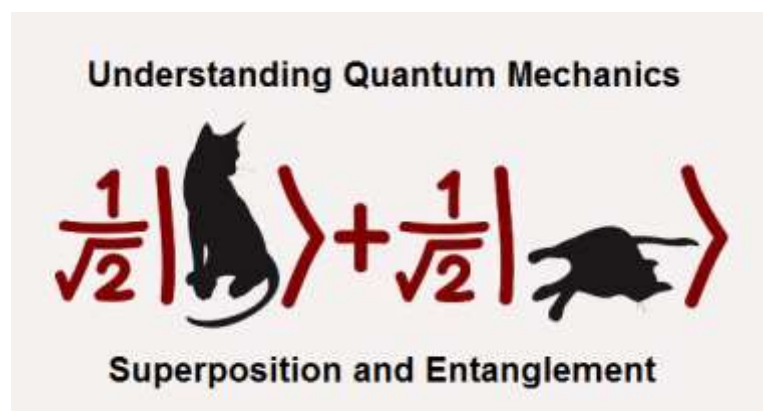 Understanding Quantum Mechanics
1/√2| ⟩+1/√2| ⟩
Superposition and Entanglement